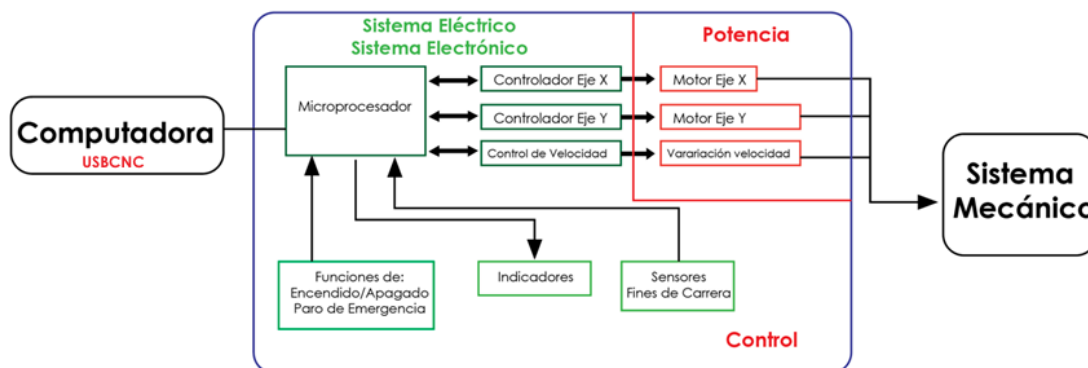 Sistema Eléctrico
Sistema Electrónico
Potencia
Computadora
USBCNC
Microprocesador
Controlador Eje X
Motor Eje X
Controlador Eje Y
Motor Eje Y
Control de Velocidad
Varariación velocidad
Sistema
Mecánico
Funciones de:
Encendido/Apagado
Paro de Emergencia
Indicadores
Sensores
Fines de Carrera
Control